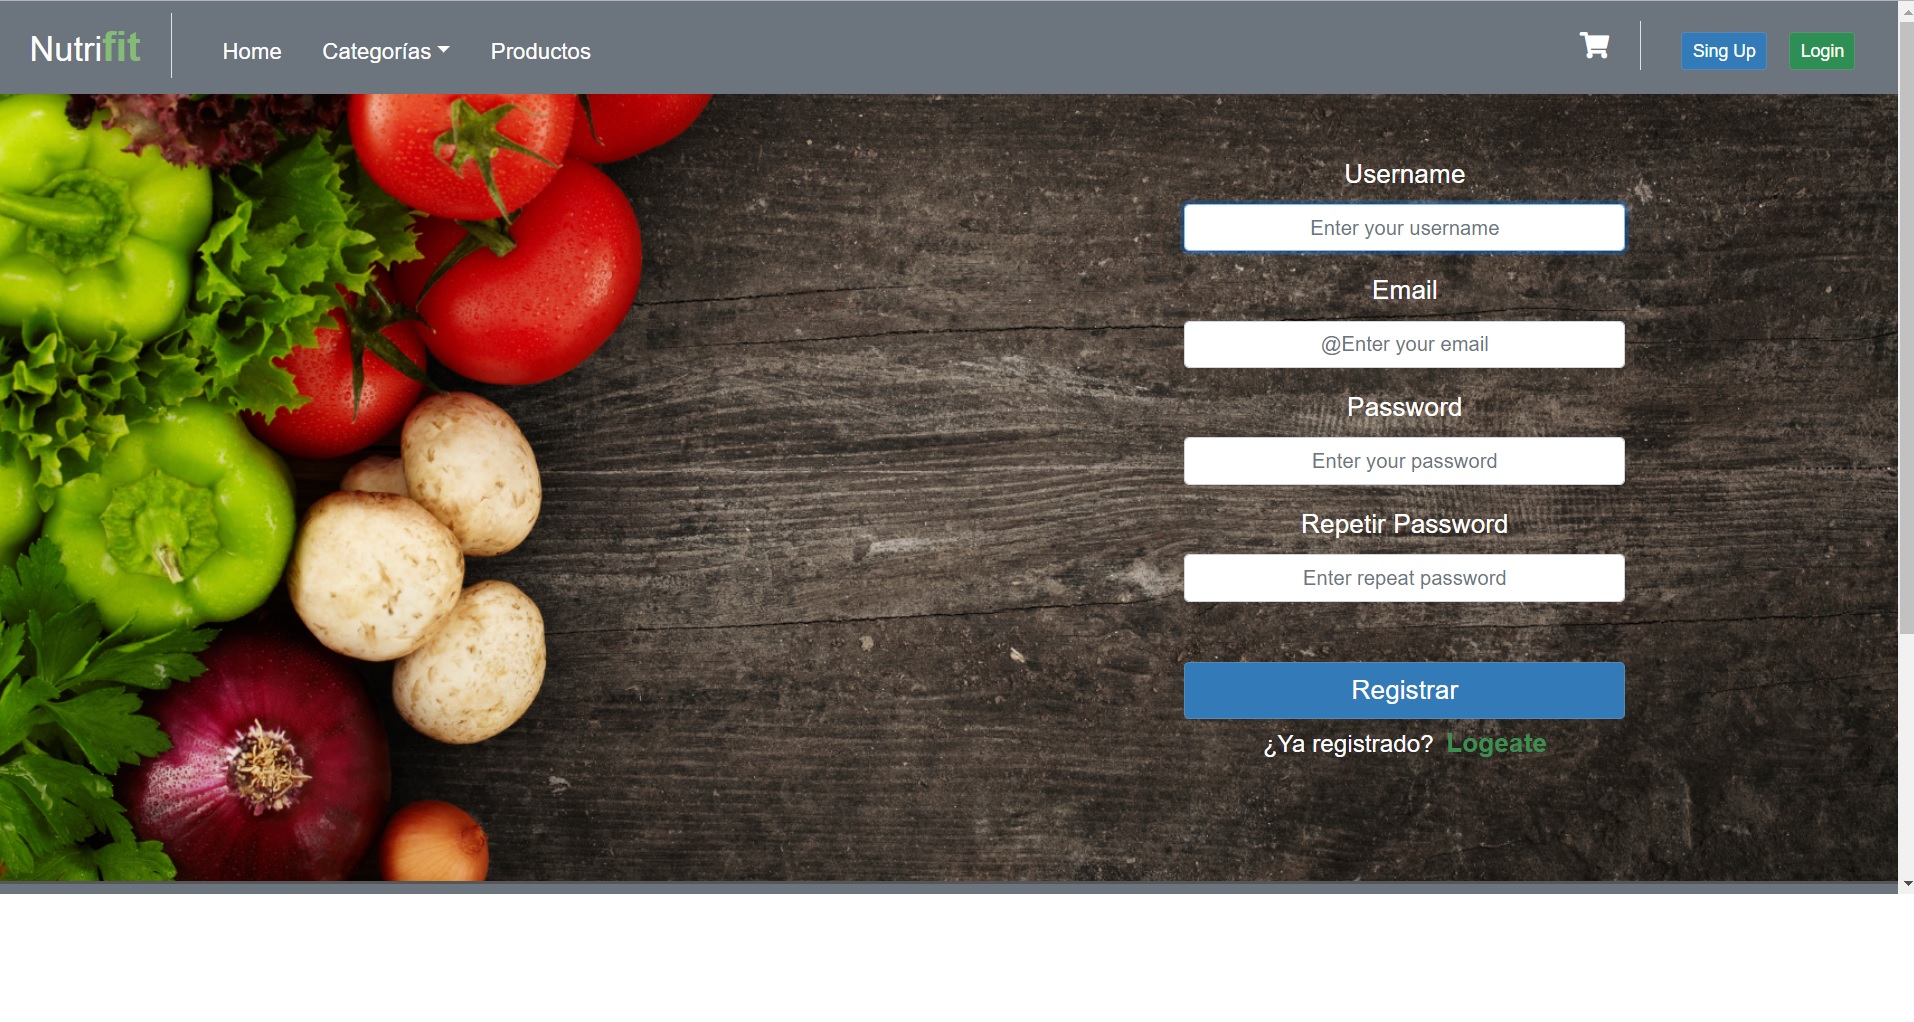 Nutrifit
Home Categorías Productos
Sing Up Login
Username
Enter your username
Email
@Enter your email
Password
Enter your password
Repetir Password
Enter repeat password
Registrar
¿Ya registrado? Logeate